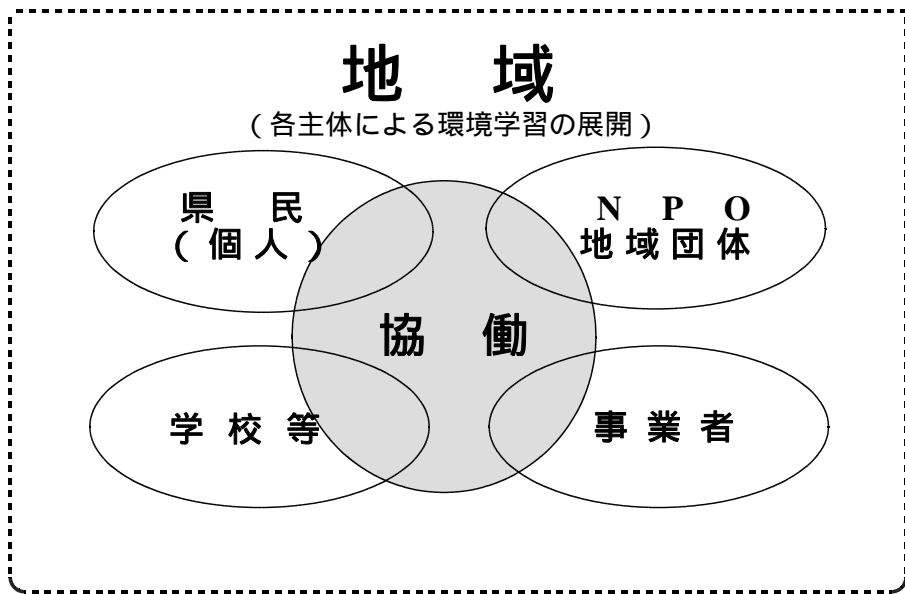 地 域
(各主体による環境学習の展開)
県 民
(個人)
N P O
地域団体
協 働
学校等
事業者